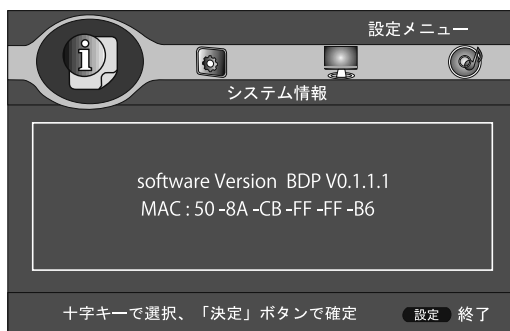 設定メニュー
システム情報
software Version BDP V0.1.1.1
MAC : 50 -8A -CB -FF -FF -B6
十字キーで選択、「決定」ボタンで確定 設定 終了